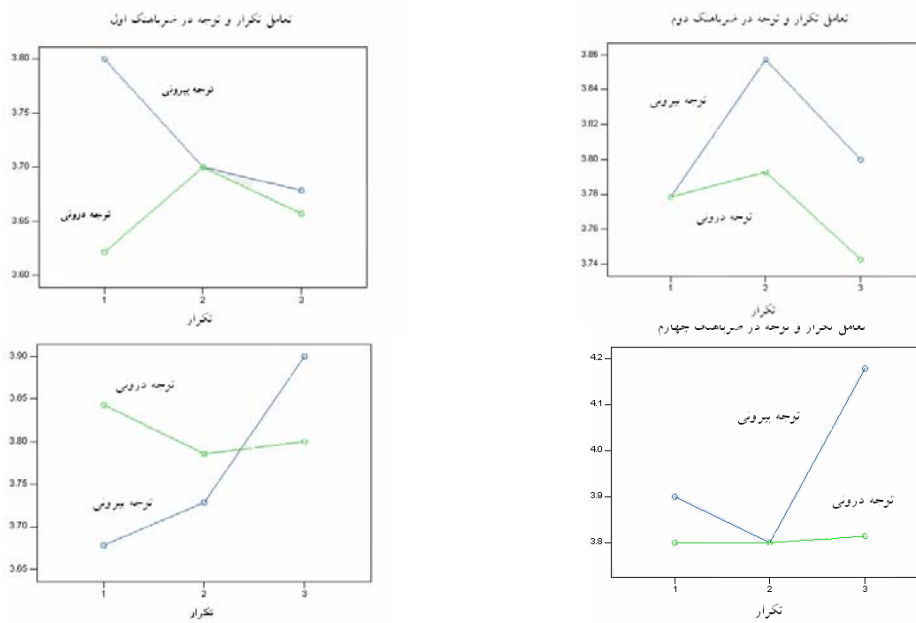 تعامل تکرار و توجه در ضرباهنگ اول
3.80
3.75
3.70
3.65
3.60
توجه بیرونی
توجه درونی
1 2 3
تکرار
تعامل تکرار و توجه در ضرباهنگ دوم
3.86
3.84
3.82
3.80
3.78
3.76
3.74
توجه بیرونی
توجه درونی
1 2 3
تکرار
3.90
3.85
3.80
3.75
3.70
3.65
توجه درونی
توجه بیرونی
1 2 3
تکرار
تعامل تکرار و توجه در ضرباهنگ چهارم
4.2
4.1
4.0
3.9
3.8
توجه بیرونی
توجه درونی
1 2 3
تکرار